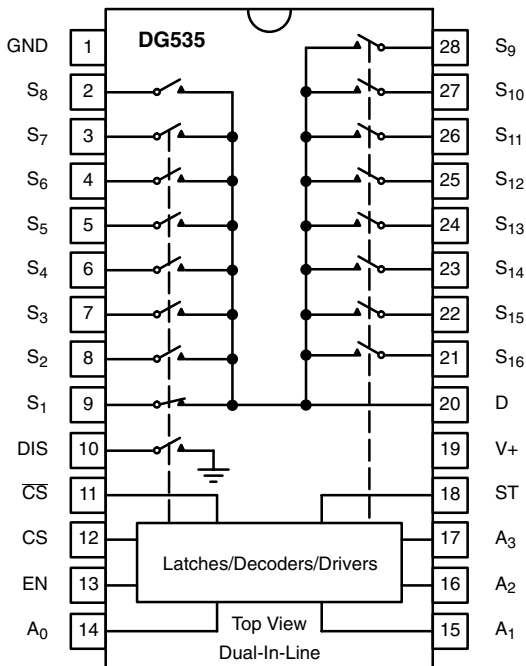 DG535
GND 1 28 S9
S8 2 27 S10
S7 3 26 S11
S6 4 25 S12
S5 5 24 S13
S4 6 23 S14
S3 7 22 S15
S2 8 21 S16
S1 9 20 D
DIS 10 19 V+
C̅S̅ 11 18 ST
CS 12 17 A3
Latches/Decoders/Drivers
EN 13 16 A2
A0 14 Top View 15 A1
Dual-In-Line